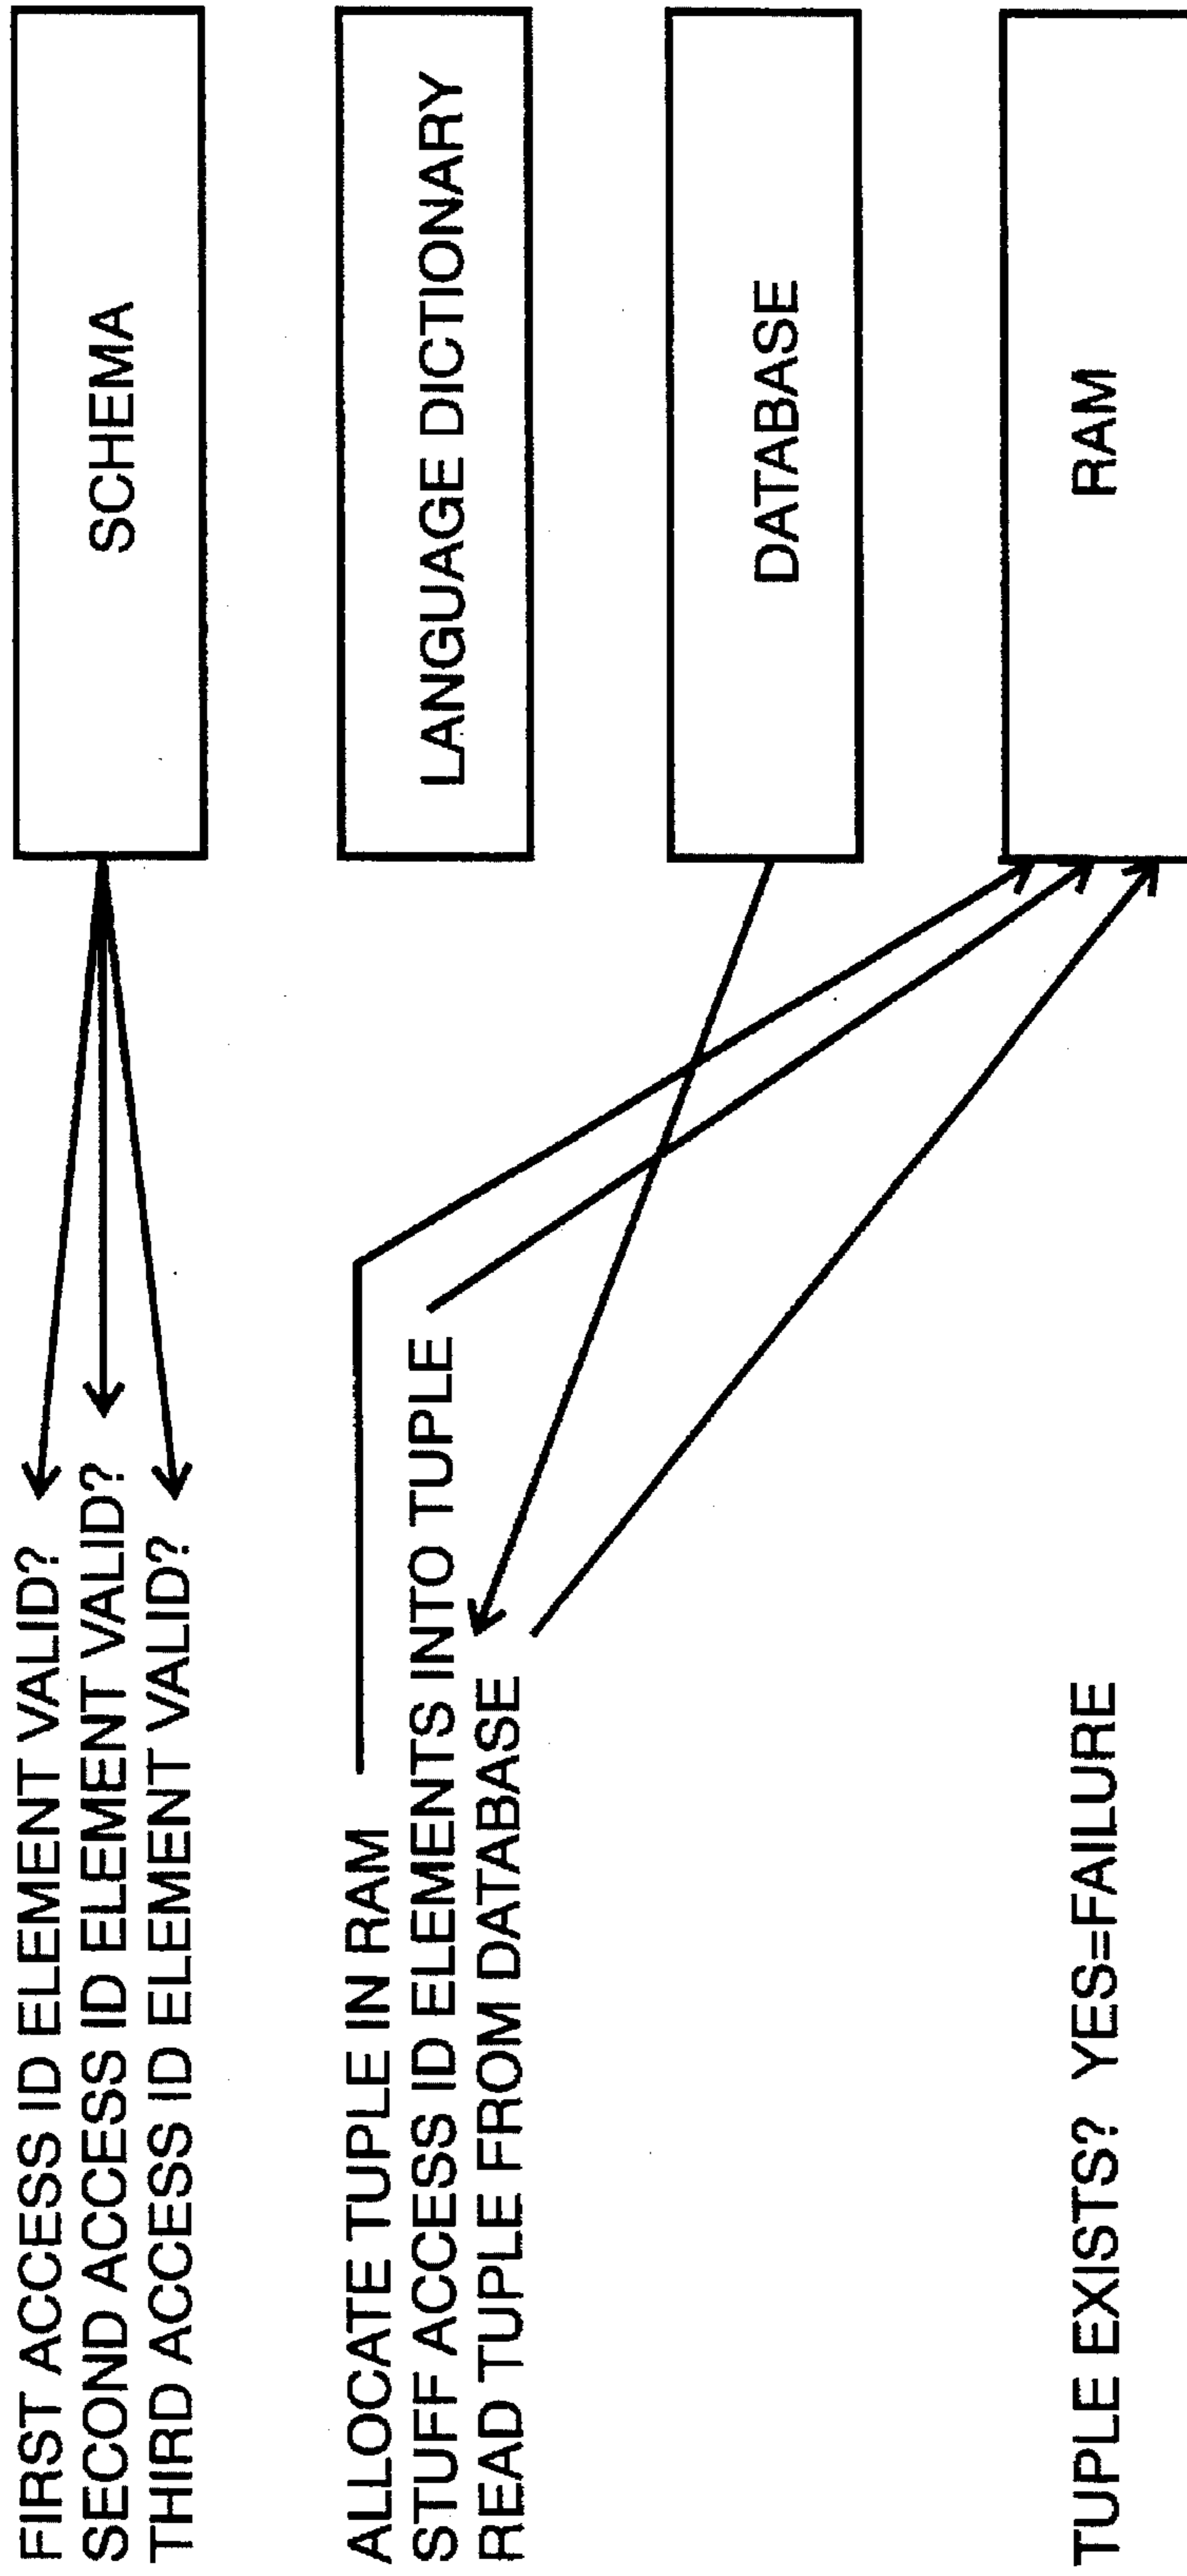 FIRST ACCESS ID ELEMENT VALID?
SECOND ACCESS ID ELEMENT VALID?
THIRD ACCESS ID ELEMENT VALID?
SCHEMA
ALLOCATE TUPLE IN RAM
STUFF ACCESS ID ELEMENTS INTO TUPLE
READ TUPLE FROM DATABASE
LANGUAGE DICTIONARY
DATABASE
TUPLE EXISTS? YES=FAILURE
RAM